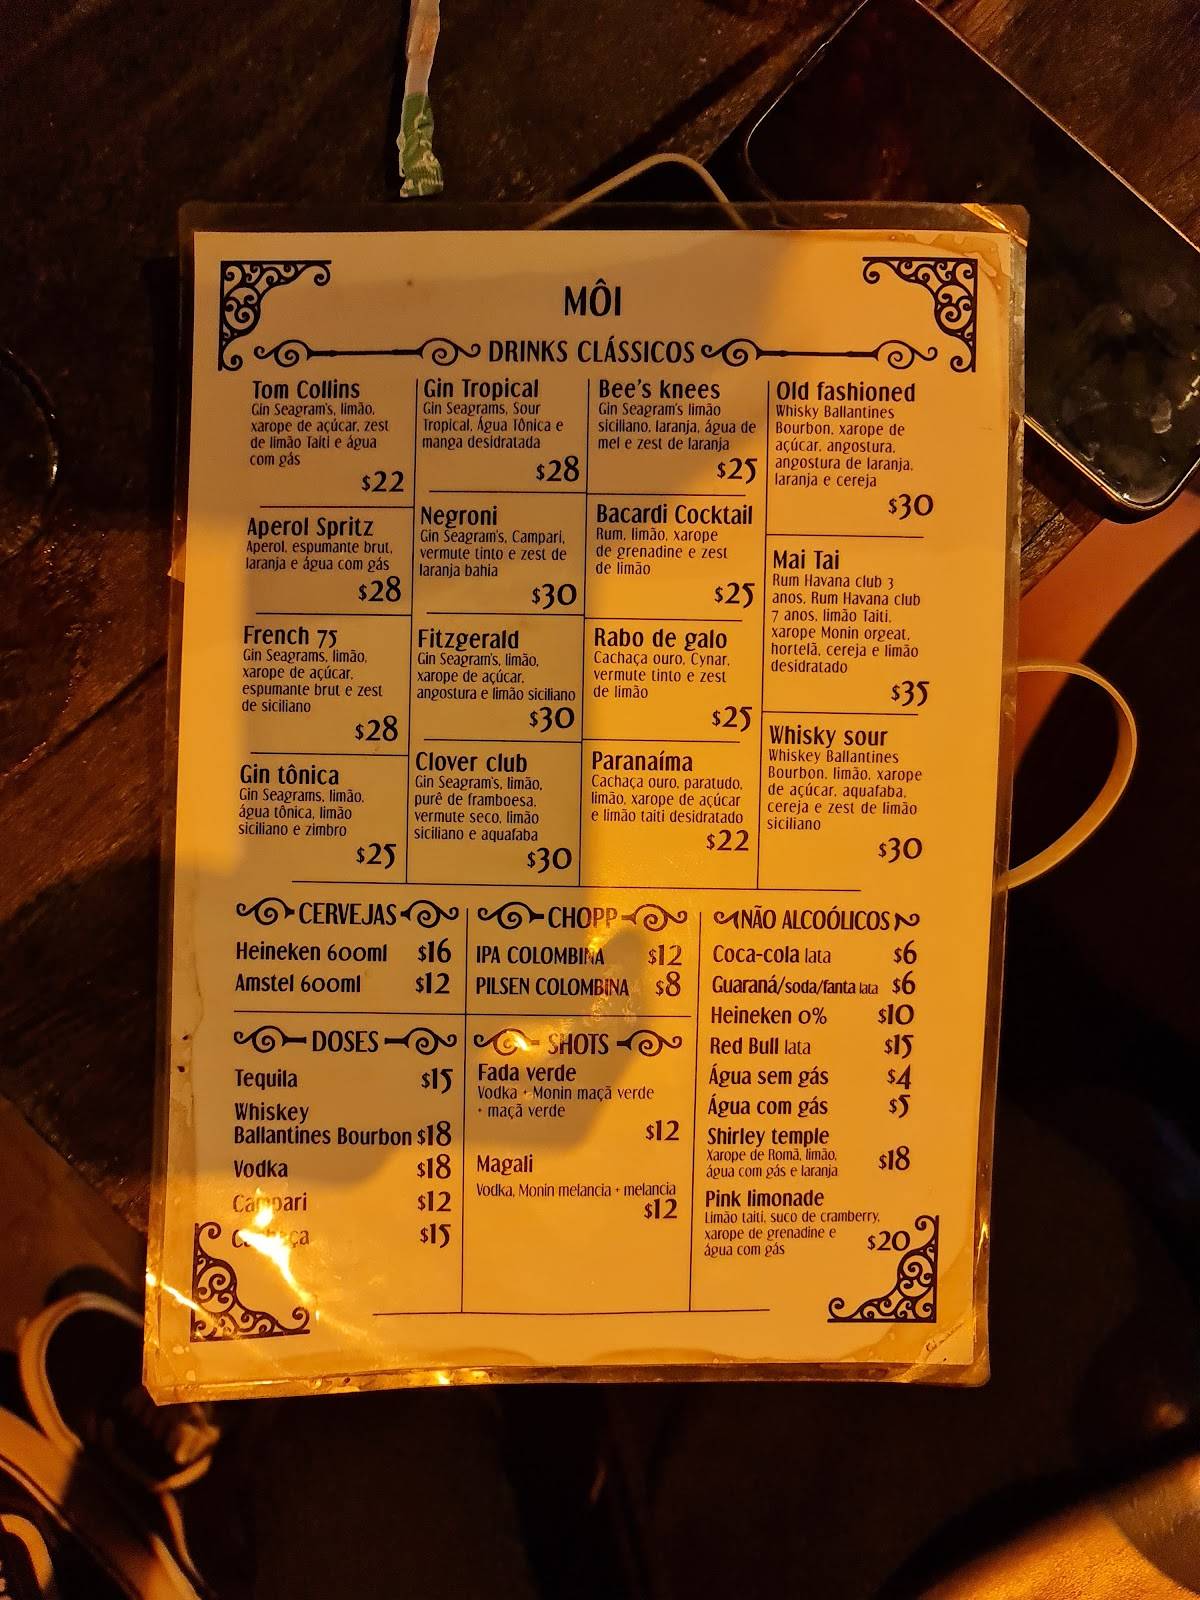 MÔI
DRINKS CLÁSSICOS
Tom Collins
Gin Seagram's, limão,
xarope de açúcar, zest
de limão Taiti e água
com gás
$22
Aperol Spritz
Aperol, espumante brut,
laranja e água com gás
$28
French 75
Gin Seagrams, limão,
xarope de açúcar,
espumante brut e zest
de siciliano
$28
Gin tônica
Gin Seagrams, limão,
água tônica, limão
siciliano e zimbro
$25
Gin Tropical
Gin Seagrams, Sour
Tropical, Água Tônica e
manga desidratada
$28
Negroni
Gin Seagram's, Campari,
vermute tinto e zest de
laranja bahia
$30
Fitzgerald
Gin Seagram's, limão,
xarope de açúcar,
angostura e limão siciliano
$30
Clover club
Gin Seagram's, limão,
purê de framboesa,
vermute seco, limão
siciliano e aquafaba
$30
Bee's knees
Gin Seagram's limão
siciliano, laranja, água de
mel e zest de laranja
$25
Bacardi Cocktail
Rum, limão, xarope
de grenadine e zest
de limão
$25
Rabo de galo
Cachaça ouro, Cynar,
vermute tinto e zest
de limão
$25
Paranaíma
Cachaça ouro, paratudo,
limão, xarope de açúcar
e limão taiti desidratado
$22
Old fashioned
Whisky Ballantines
Bourbon, xarope de
açúcar, angostura,
angostura de laranja,
laranja e cereja
$30
Mai Tai
Rum Havana club 3
anos, Rum Havana club
7 anos, limão Taiti,
xarope Monin orgeat,
hortelã, cereja e limão
desidratado
$35
Whisky sour
Whiskey Ballantines
Bourbon, limão, xarope
de açúcar, aquafaba,
cereja e zest de limão
siciliano
$30
CERVEJAS
Heineken 600ml $16
Amstel 600ml $12
DOSES
Tequila $15
Whiskey
Ballantines Bourbon $18
Vodka $18
Campari $12
Cachaça $15
CHOPP
IPA COLOMBINA $12
PILSEN COLOMBINA $8
SHOTS
Fada verde
Vodka + Monin maçã verde
+ maçã verde
$12
Magali
Vodka, Monin melancia + melancia
$12
NÃO ALCOÓLICOS
Coca-cola lata $6
Guaraná/soda/fanta lata $6
Heineken 0% $10
Red Bull lata $15
Água sem gás $4
Água com gás $5
Shirley temple
Xarope de Romã, limão,
água com gás e laranja $18
Pink limonade
Limão taiti, suco de cramberry,
xarope de grenadine e
água com gás $20